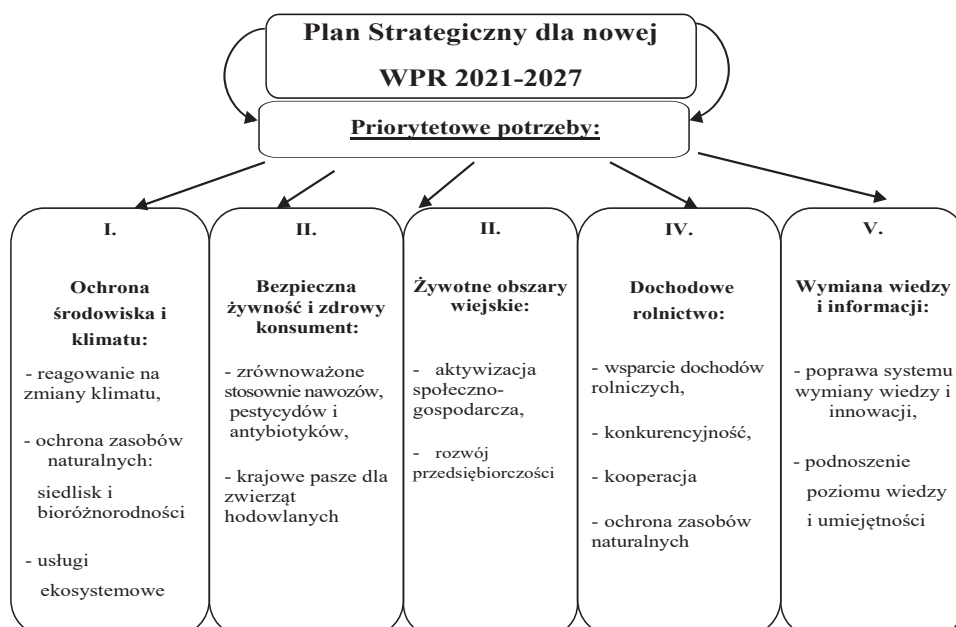 Plan Strategiczny dla nowej
WPR 2021-2027
Priorytetowe potrzeby:
I.
Ochrona
środowiska i
klimatu:
- reagowanie na
zmiany klimatu,
- ochrona zasobów
naturalnych:
siedlisk i
bioróżnorodności
- usługi
ekosystemowe
II.
Bezpieczna
żywność i zdrowy
konsument:
- zrównoważone
stosownie nawozów,
pestycydów i
antybiotyków,
- krajowe pasze dla
zwierząt
hodowlanych
II.
Żywotne obszary
wiejskie:
- aktywizacja
społeczno-
gospodarcza,
- rozwój
przedsiębiorczości
IV.
Dochodowe
rolnictwo:
- wsparcie dochodów
rolniczych,
- konkurencyjność,
- kooperacja
- ochrona zasobów
naturalnych
V.
Wymiana wiedzy
i informacji:
- poprawa systemu
wymiany wiedzy i
innowacji,
- podnoszenie
poziomu wiedzy
i umiejętności